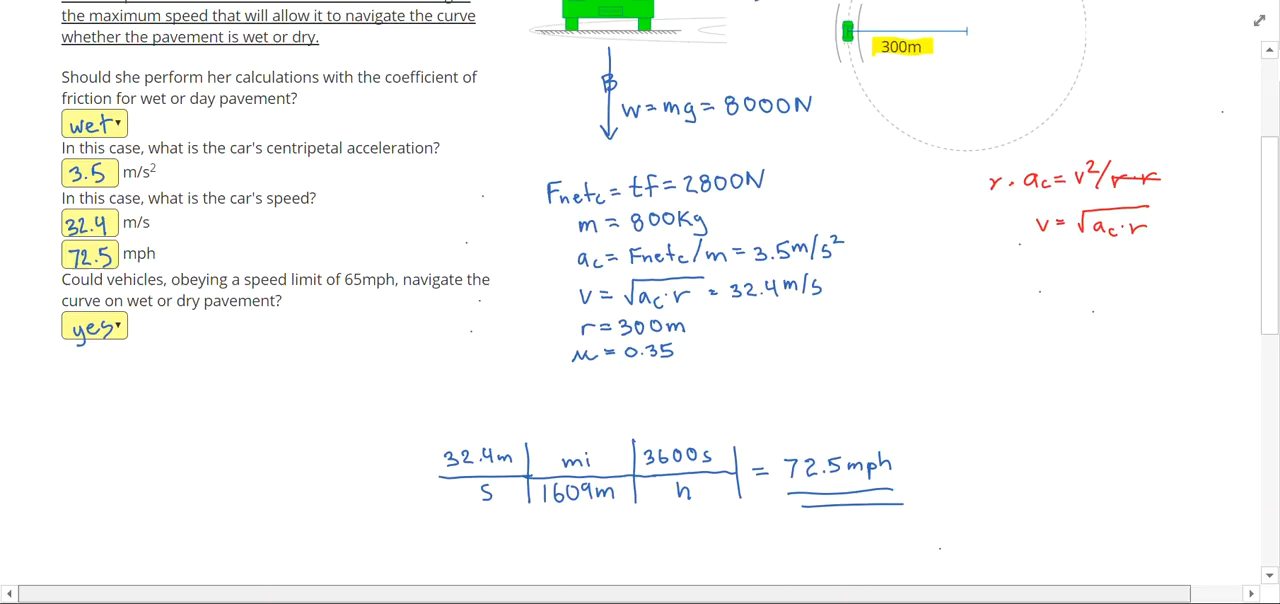 the maximum speed that will allow it to navigate the curve
whether the pavement is wet or dry.
Should she perform her calculations with the coefficient of
friction for wet or day pavement?
wet
In this case, what is the car's centripetal acceleration?
3.5 m/s²
In this case, what is the car's speed?
32.4 m/s
72.5 mph
Could vehicles, obeying a speed limit of 65mph, navigate the
curve on wet or dry pavement?
yes
w = mg = 8000N
300m
Fnetc = tf = 2800N
m = 800Kg
ac = Fnetc/m = 3.5m/s²
v = √ac·r = 32.4m/s
r = 300m
μ = 0.35
r · ac = v²/r · r
v = √ac·r
32.4m | mi | 3600s | = 72.5mph
s | 1609m | h